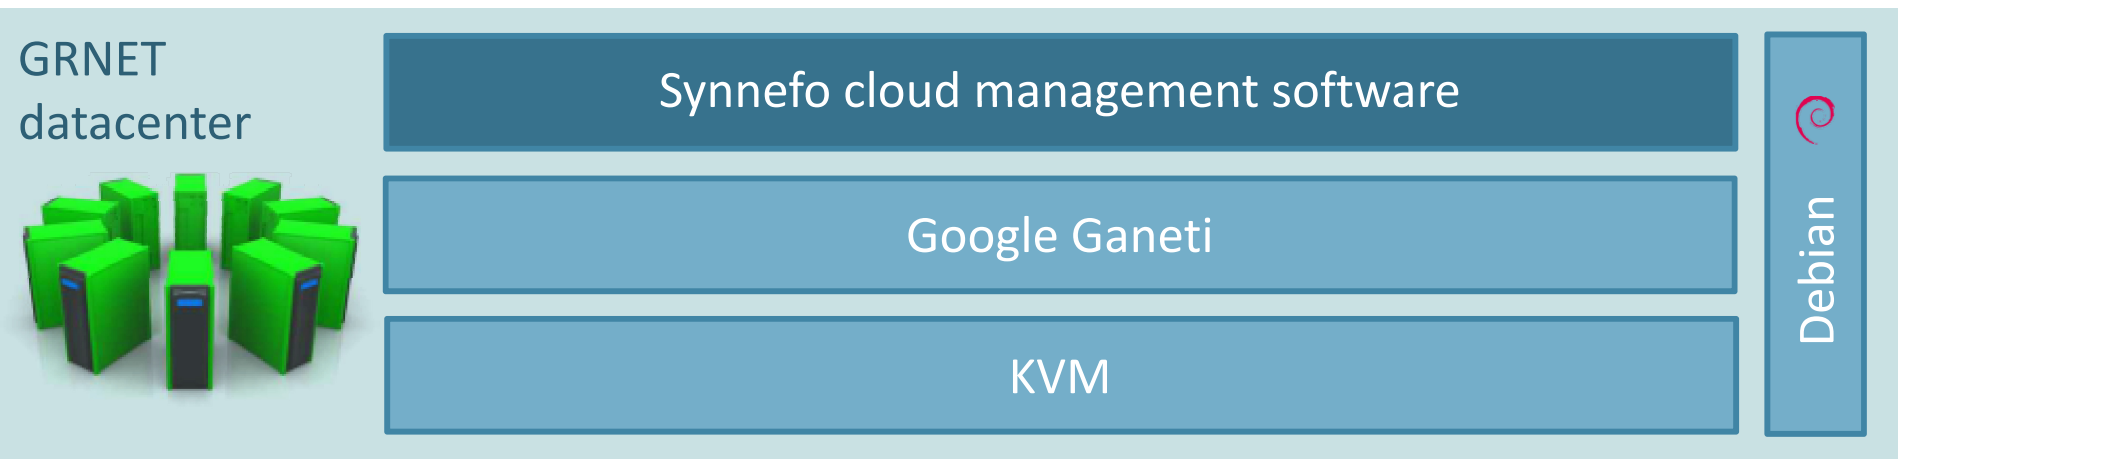 GRNET
datacenter
Synnefo cloud management software
Google Ganeti
KVM
Debian